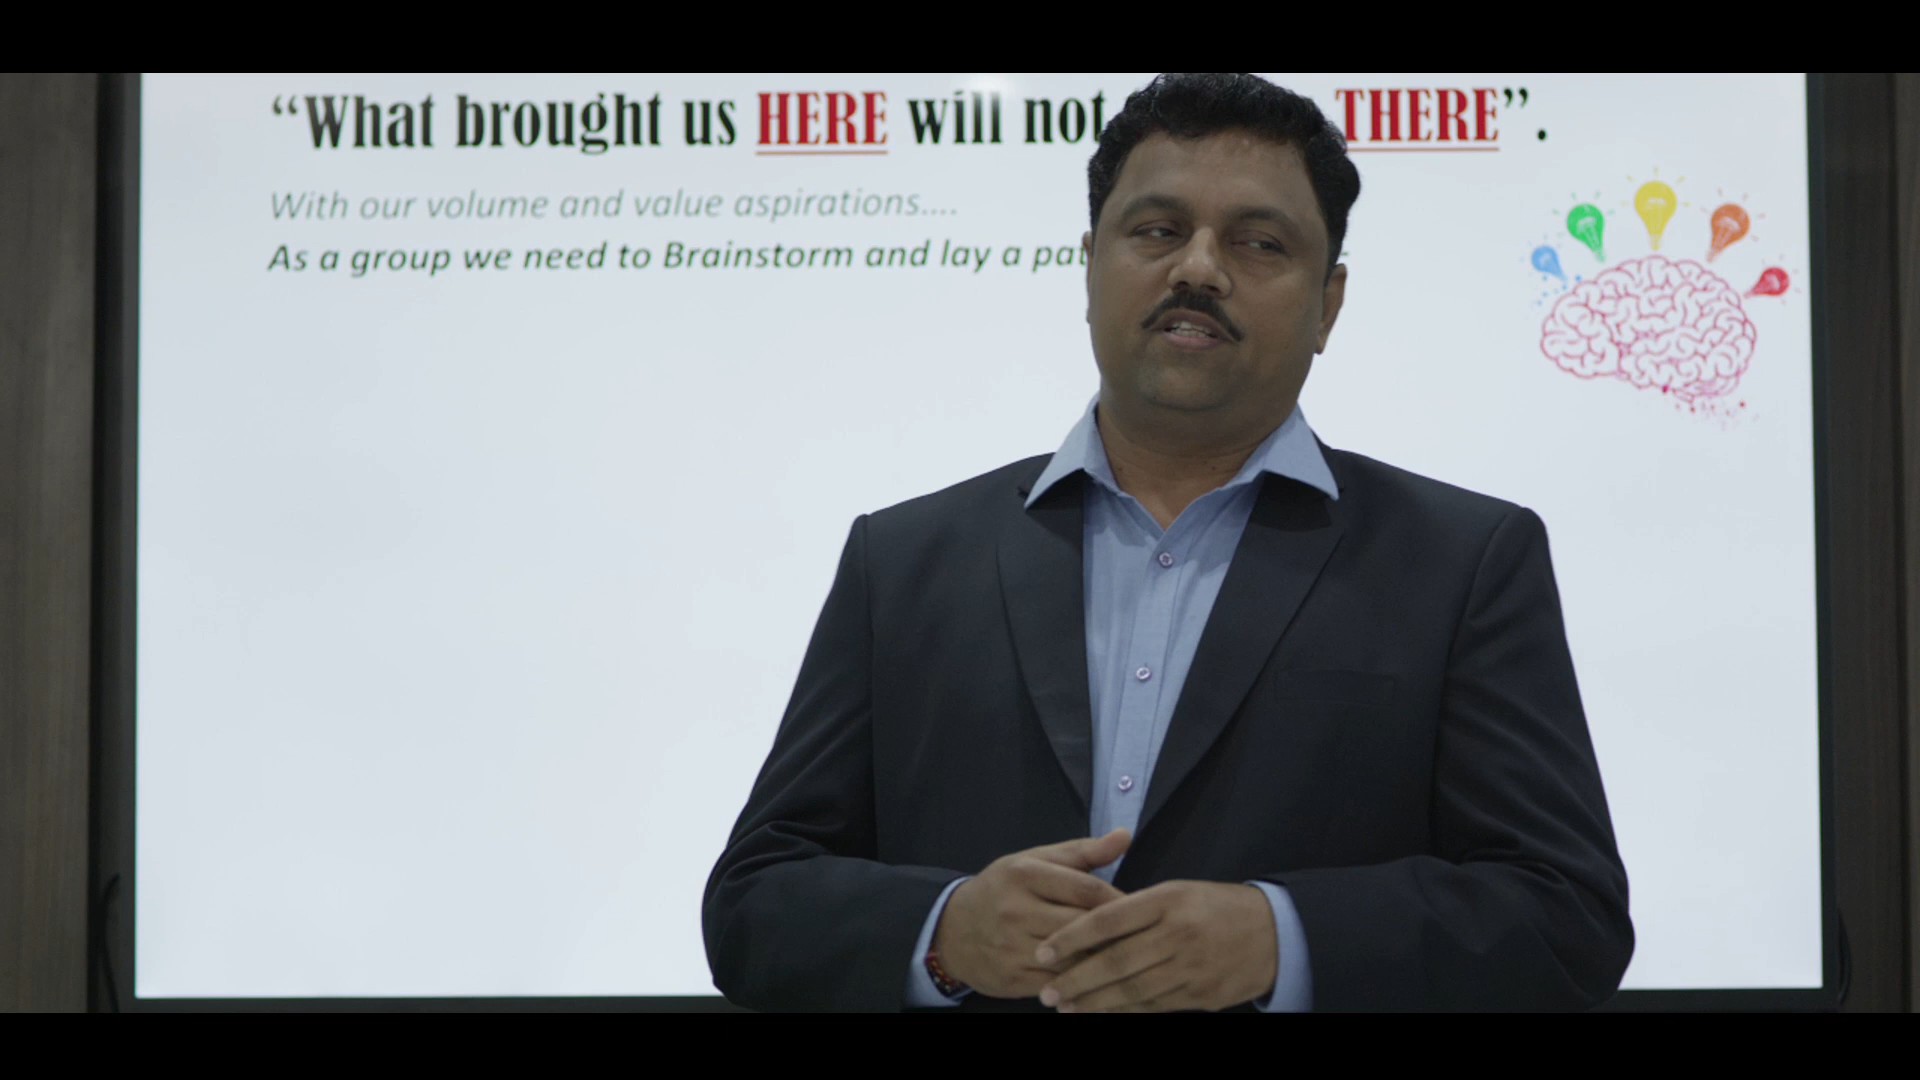 “What brought us HERE will not THERE”.
With our volume and value aspirations....
As a group we need to Brainstorm and lay a